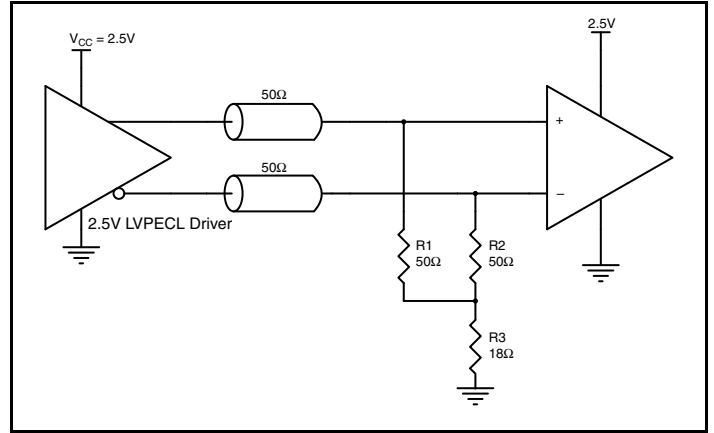 V_CC = 2.5V
2.5V
50Ω
+
50Ω
–
2.5V LVPECL Driver
R1
50Ω
R2
50Ω
R3
18Ω